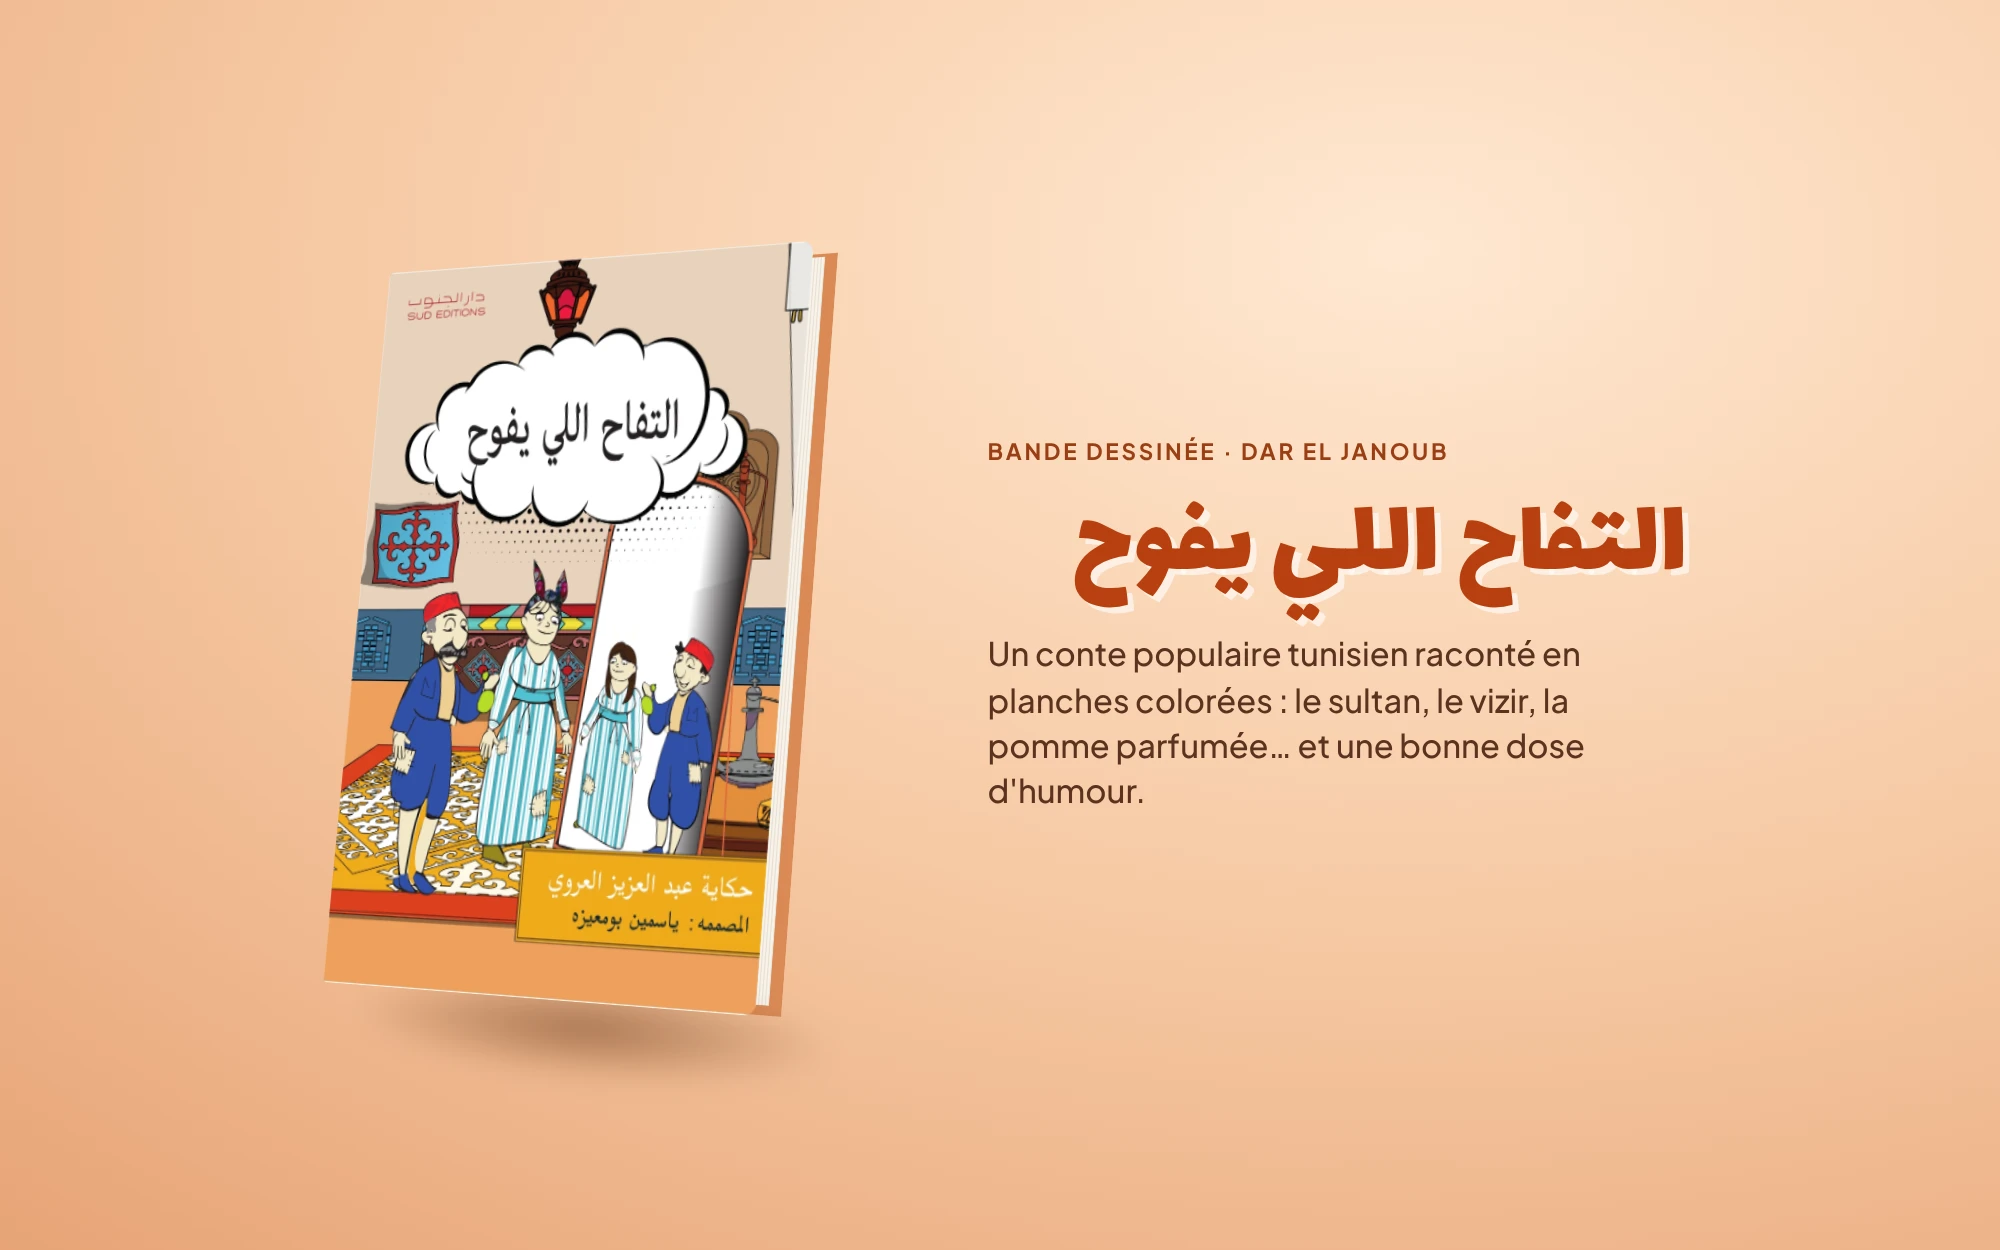 دار الجنوب
SUD EDITIONS
التفاح اللي يفوح
حكاية عبد العزيز العروي
المصممه : ياسمين بومعيزه
BANDE DESSINÉE · DAR EL JANOUB
التفاح اللي يفوح
Un conte populaire tunisien raconté en
planches colorées : le sultan, le vizir, la
pomme parfumée… et une bonne dose
d'humour.